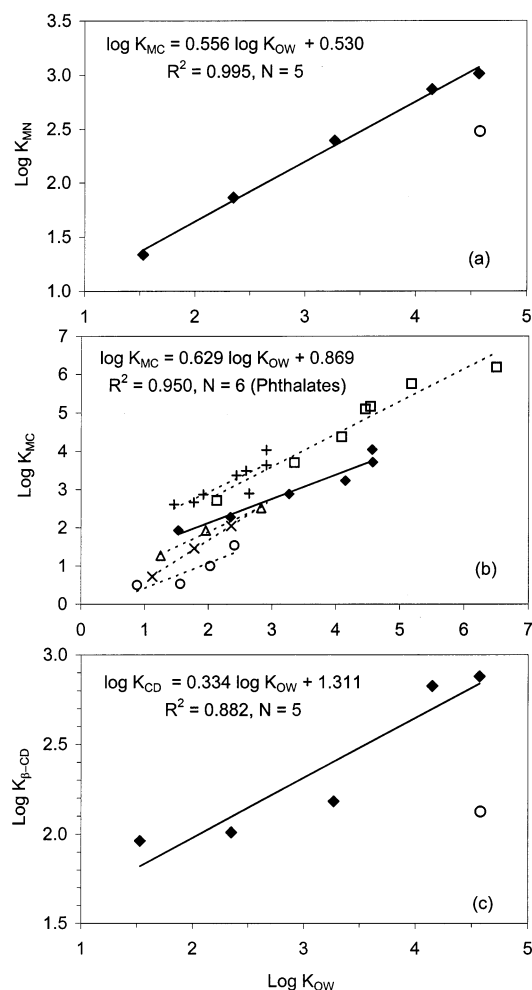 log K_MC = 0.556 log K_OW + 0.530
R² = 0.995, N = 5
3.5
3.0
2.5
2.0
1.5
1.0
Log K_MN
1 2 3 4 5
(a)
log K_MC = 0.629 log K_OW + 0.869
R² = 0.950, N = 6 (Phthalates)
7
6
5
4
3
2
1
0
Log K_MC
0 1 2 3 4 5 6 7
(b)
log K_CD = 0.334 log K_OW + 1.311
R² = 0.882, N = 5
3.0
2.5
2.0
1.5
Log K_β–CD
1 2 3 4 5
(c)
Log K_OW